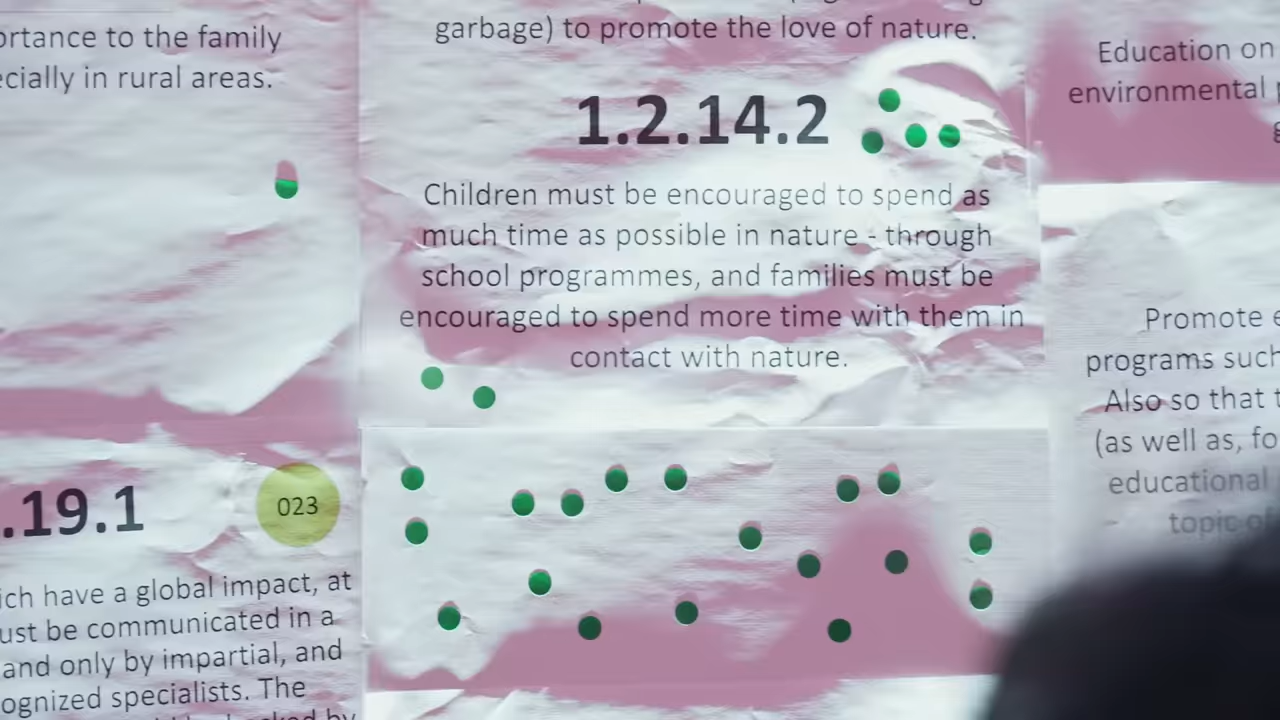 ortance to the family
ecially in rural areas.
.19.1
023
ich have a global impact, at
ust be communicated in a
and only by impartial, and
ognized specialists. The
garbage) to promote the love of nature.
1.2.14.2
Children must be encouraged to spend as
much time as possible in nature - through
school programmes, and families must be
encouraged to spend more time with them in
contact with nature.
Education on
environmental
Promote e
programs such
Also so that t
(as well as, fo
educational
topic of